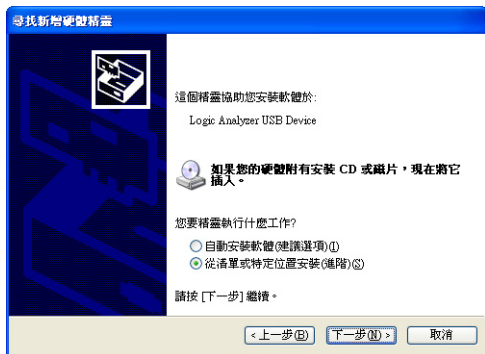 尋找新增硬體精靈
這個精靈協助您安裝軟體於:
Logic Analyzer USB Device
如果您的硬體附有安裝 CD 或磁片，現在將它
插入。
您要精靈執行什麼工作?
自動安裝軟體(建議選項)(I)
從清單或特定位置安裝(進階)(S)
請按 [下一步] 繼續。
<上一步(B) 下一步(N)> 取消